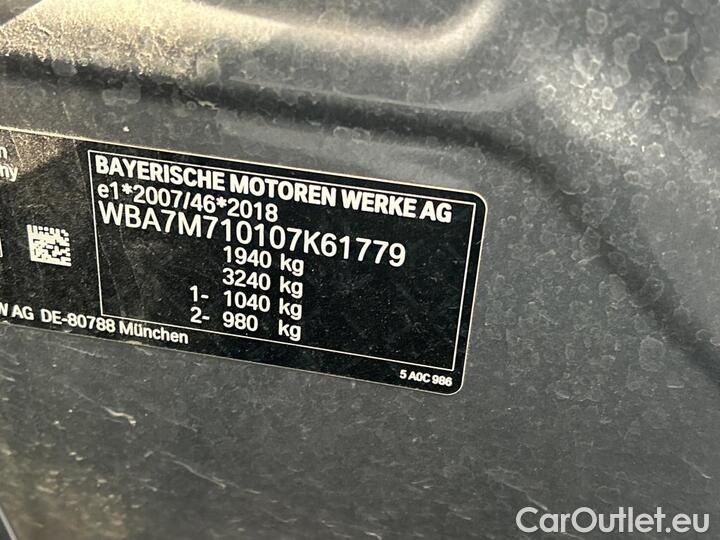 BAYERISCHE MOTOREN WERKE AG
e1*2007/46*2018
WBA7M710107K61779
1940 kg
3240 kg
1- 1040 kg
2- 980 kg
AG DE-80788 München
5 A0C 986
CarOutlet.eu